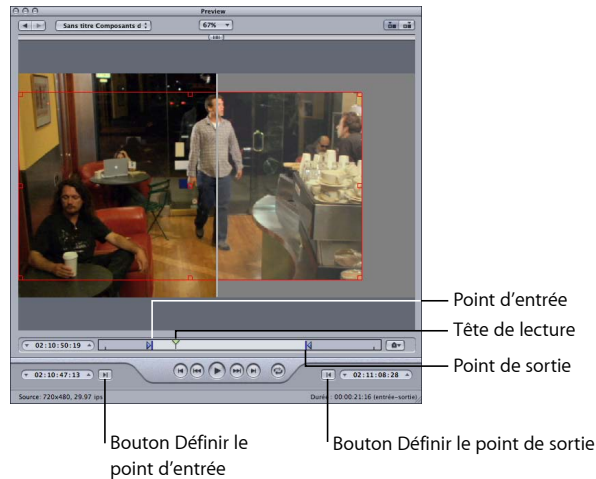 Preview
Sans titre Composants d
67%
02:10:50:19
02:10:47:13
02:11:08:28
Source: 720x480, 29.97 ips
Durée: 00:00:21:16 (entrée-sortie)
Point d’entrée
Tête de lecture
Point de sortie
Bouton Définir le
point d’entrée
Bouton Définir le point de sortie